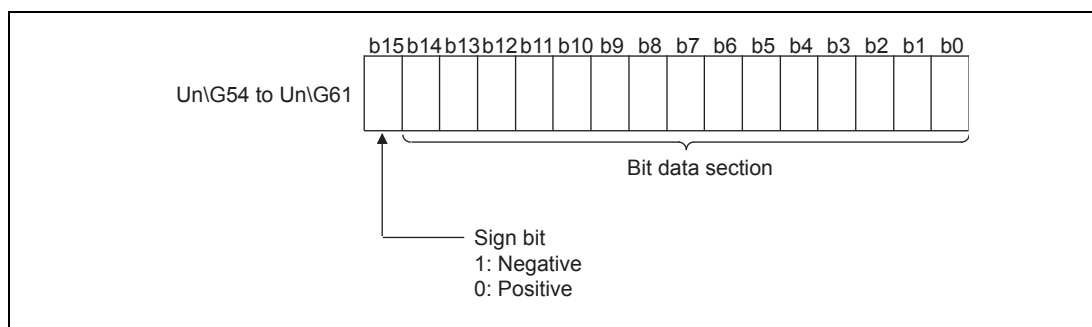 b15 b14 b13 b12 b11 b10 b9 b8 b7 b6 b5 b4 b3 b2 b1 b0
Un\G54 to Un\G61
Bit data section
Sign bit
1: Negative
0: Positive